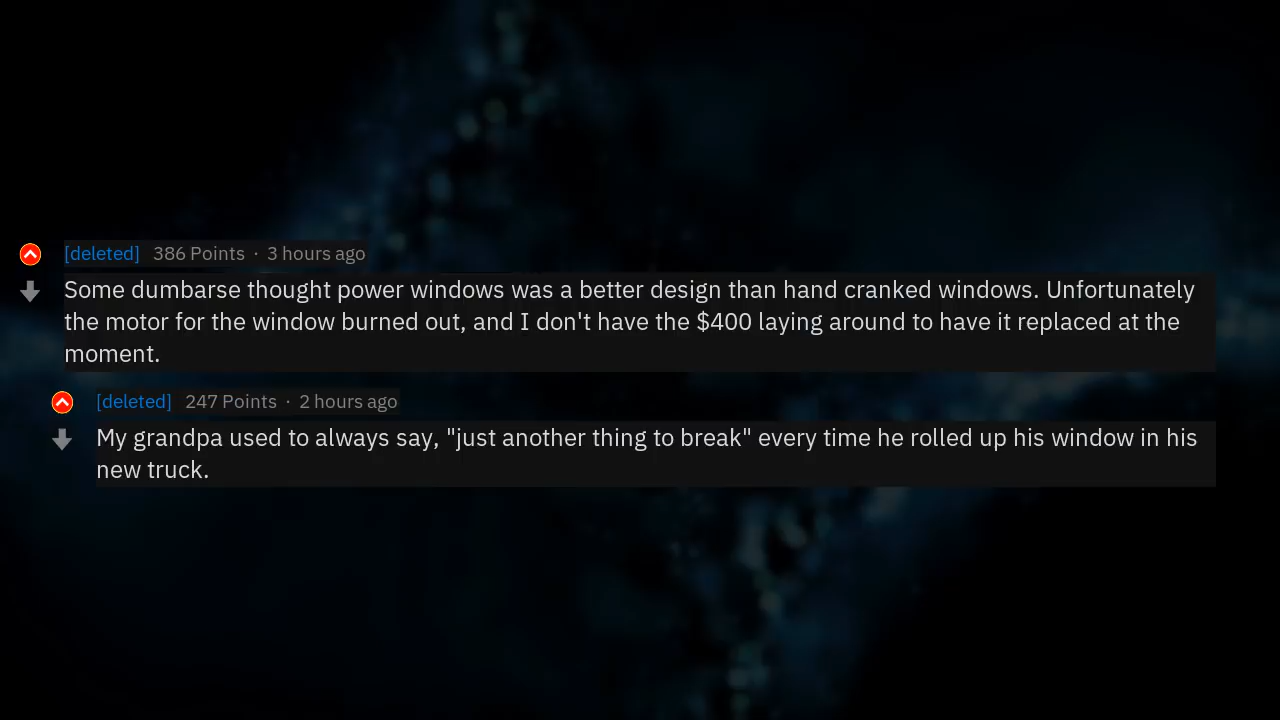 [deleted] 386 Points · 3 hours ago
Some dumbarse thought power windows was a better design than hand cranked windows. Unfortunately
the motor for the window burned out, and I don't have the $400 laying around to have it replaced at the
moment.
[deleted] 247 Points · 2 hours ago
My grandpa used to always say, "just another thing to break" every time he rolled up his window in his
new truck.